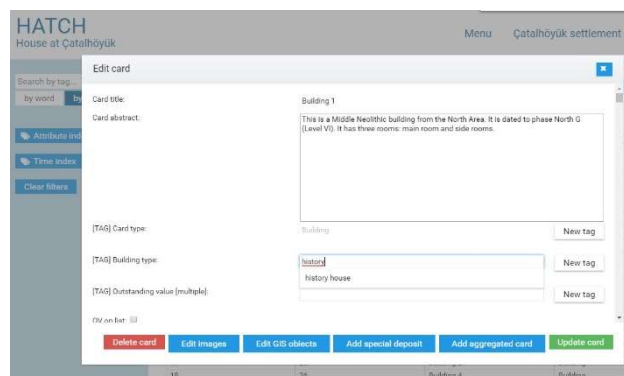 HATCH
House at Çatalhöyük
Menu Çatalhöyük settlement
Search by tag...
by word by
Attribute ind
Time index
Clear filters
Edit card
Card title: Building 1
Card abstract: This is a Middle Neolithic building from the North Area. It is dated to phase North G
(Level VI). It has three rooms: main room and side rooms.
[TAG] Card type: Building New tag
[TAG] Building type: history New tag
history house
[TAG] Outstanding value [multiple]: New tag
OV on list:
Delete card Edit images Edit GIS objects Add special deposit Add aggregated card Update card
Building 4 Building